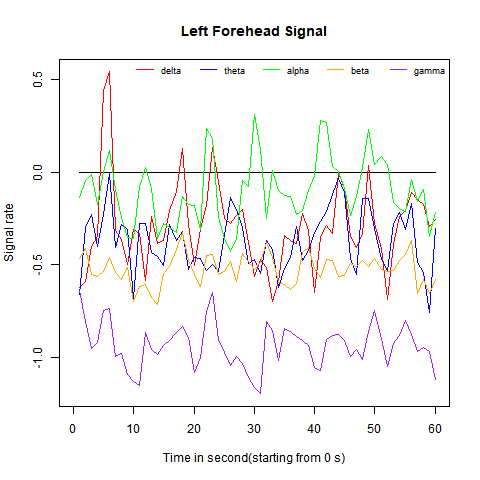 Left Forehead Signal
delta theta alpha beta gamma
0.5
0.0
-0.5
-1.0
Signal rate
0 10 20 30 40 50 60
Time in second(starting from 0 s)